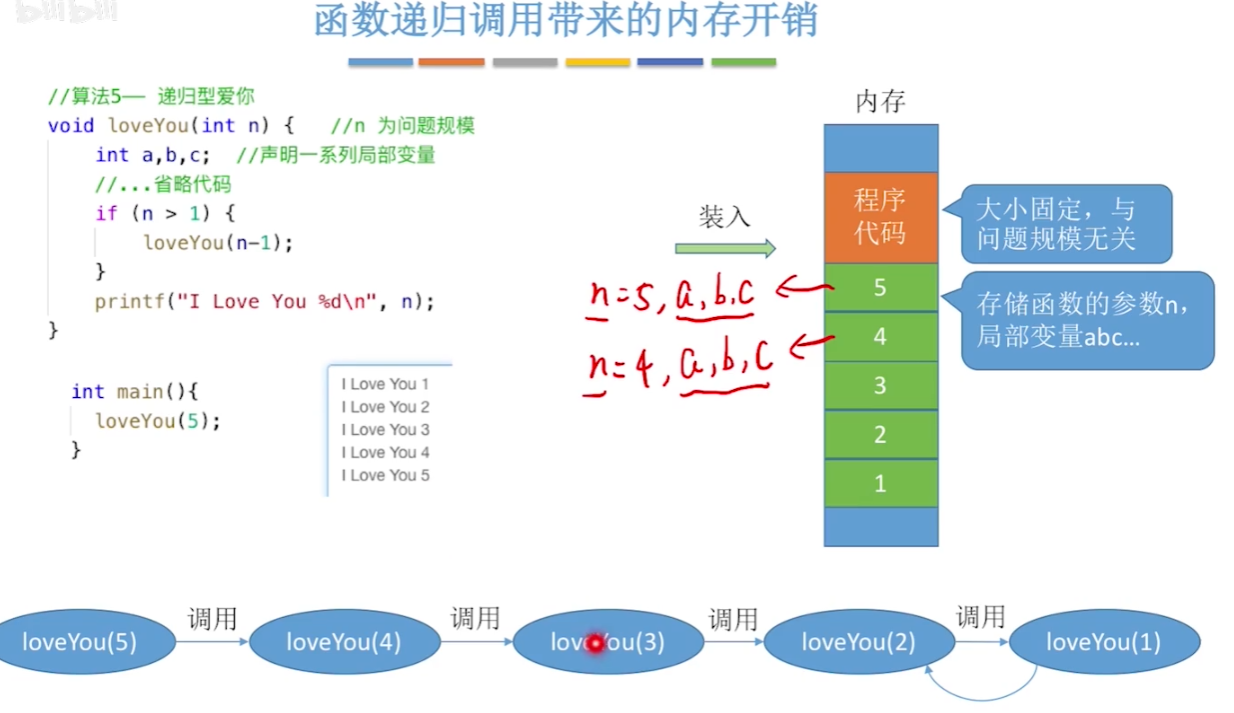 bilibili
函数递归调用带来的内存开销
//算法5—— 递归型爱你
void loveYou(int n) {   //n 为问题规模
    int a,b,c;  //声明一系列局部变量
    //...省略代码
    if (n > 1) {
        loveYou(n-1);
    }
    printf("I Love You %d\n", n);
}
int main(){
  loveYou(5);
}
I Love You 1
I Love You 2
I Love You 3
I Love You 4
I Love You 5
装入
n=5, a,b,c
n=4, a,b,c
内存
程序
代码
5
4
3
2
1
大小固定，与
问题规模无关
存储函数的参数n，
局部变量abc…
loveYou(5)
调用
loveYou(4)
调用
loveYou(3)
调用
loveYou(2)
调用
loveYou(1)